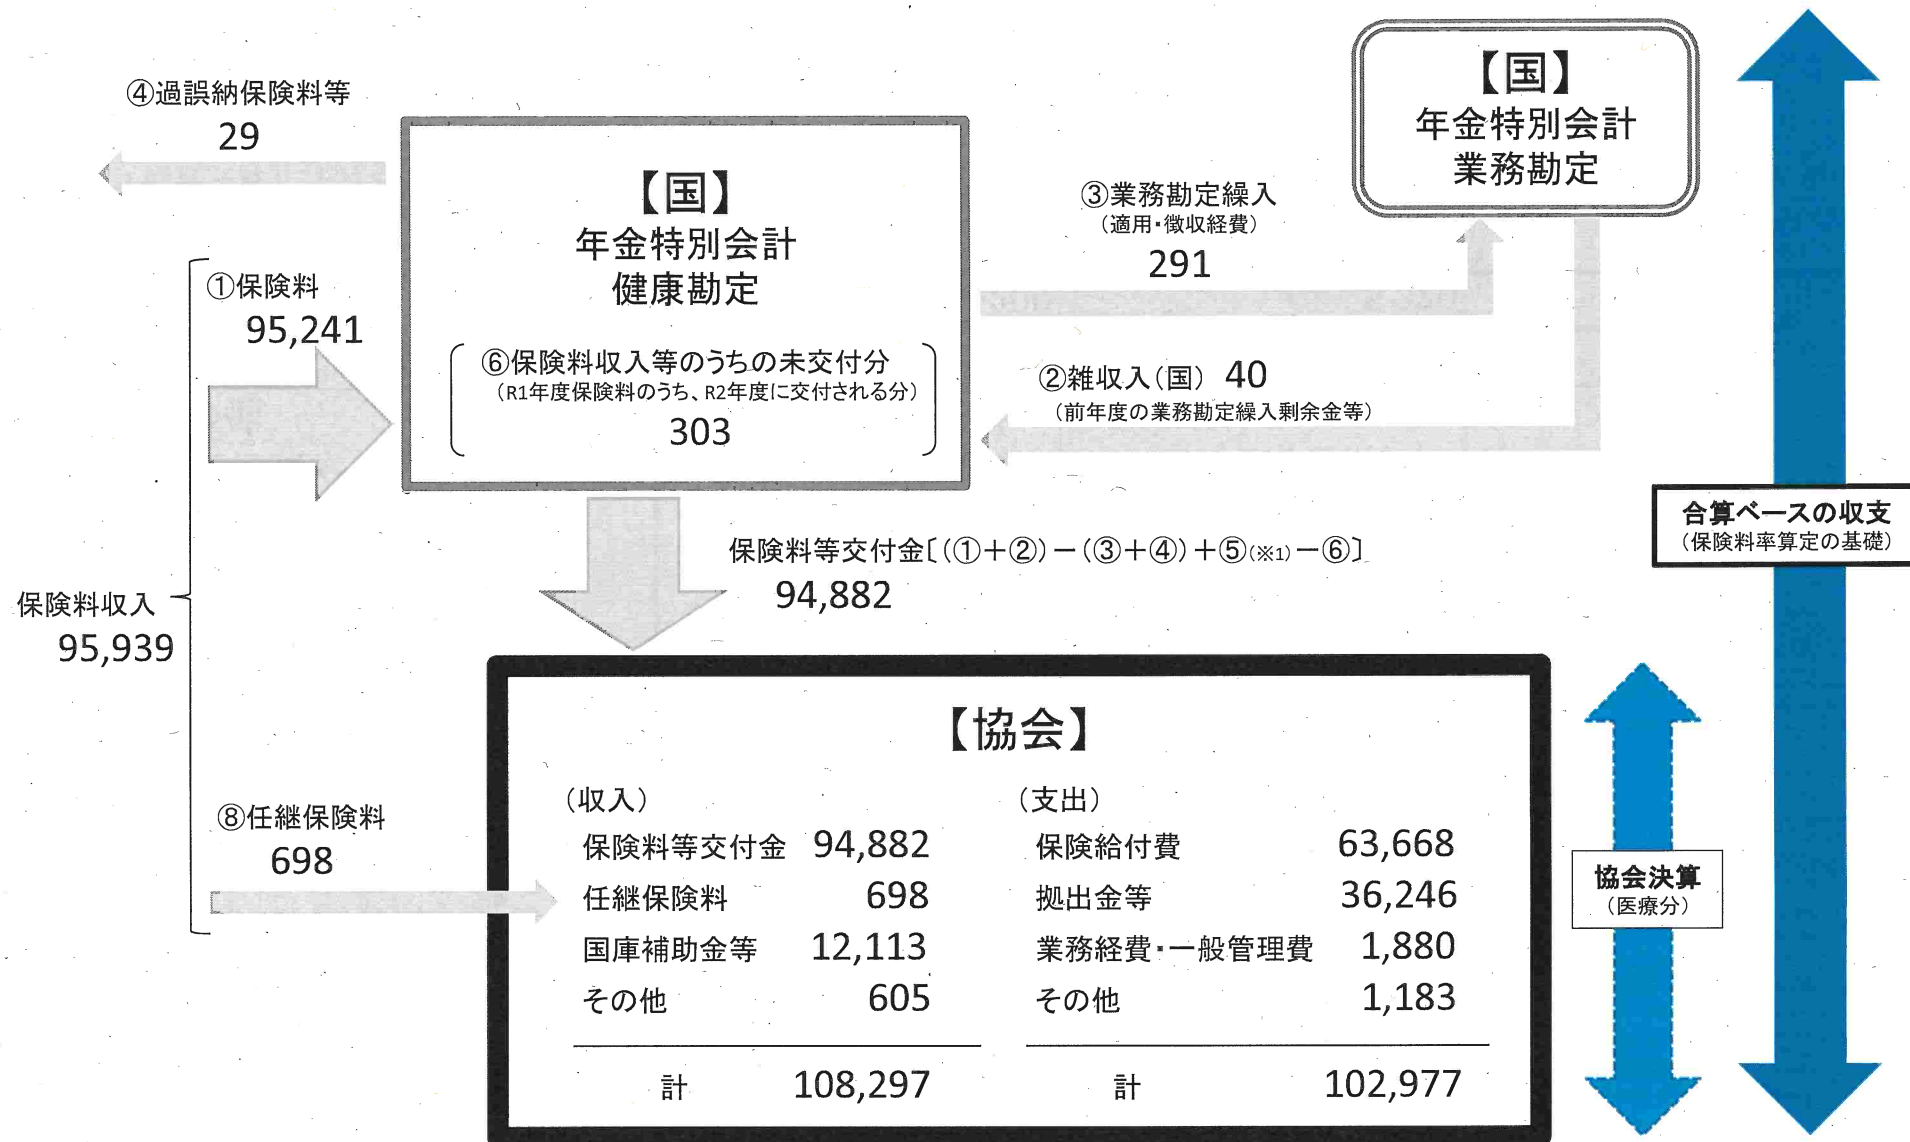 ④過誤納保険料等
29
【国】
年金特別会計
健康勘定
⑥保険料収入等のうちの未交付分
(R1年度保険料のうち、R2年度に交付される分)
303
【国】
年金特別会計
業務勘定
③業務勘定繰入
(適用・徴収経費)
291
②雑収入(国) 40
(前年度の業務勘定繰入剰余金等)
①保険料
95,241
保険料収入
95,939
保険料等交付金〔(①+②)-(③+④)+⑤(※1)-⑥〕
94,882
合算ベースの収支
(保険料率算定の基礎)
⑧任継保険料
698
【協会】
(収入)
保険料等交付金 94,882
任継保険料 698
国庫補助金等 12,113
その他 605
計 108,297
(支出)
保険給付費 63,668
拠出金等 36,246
業務経費・一般管理費 1,880
その他 1,183
計 102,977
協会決算
(医療分)